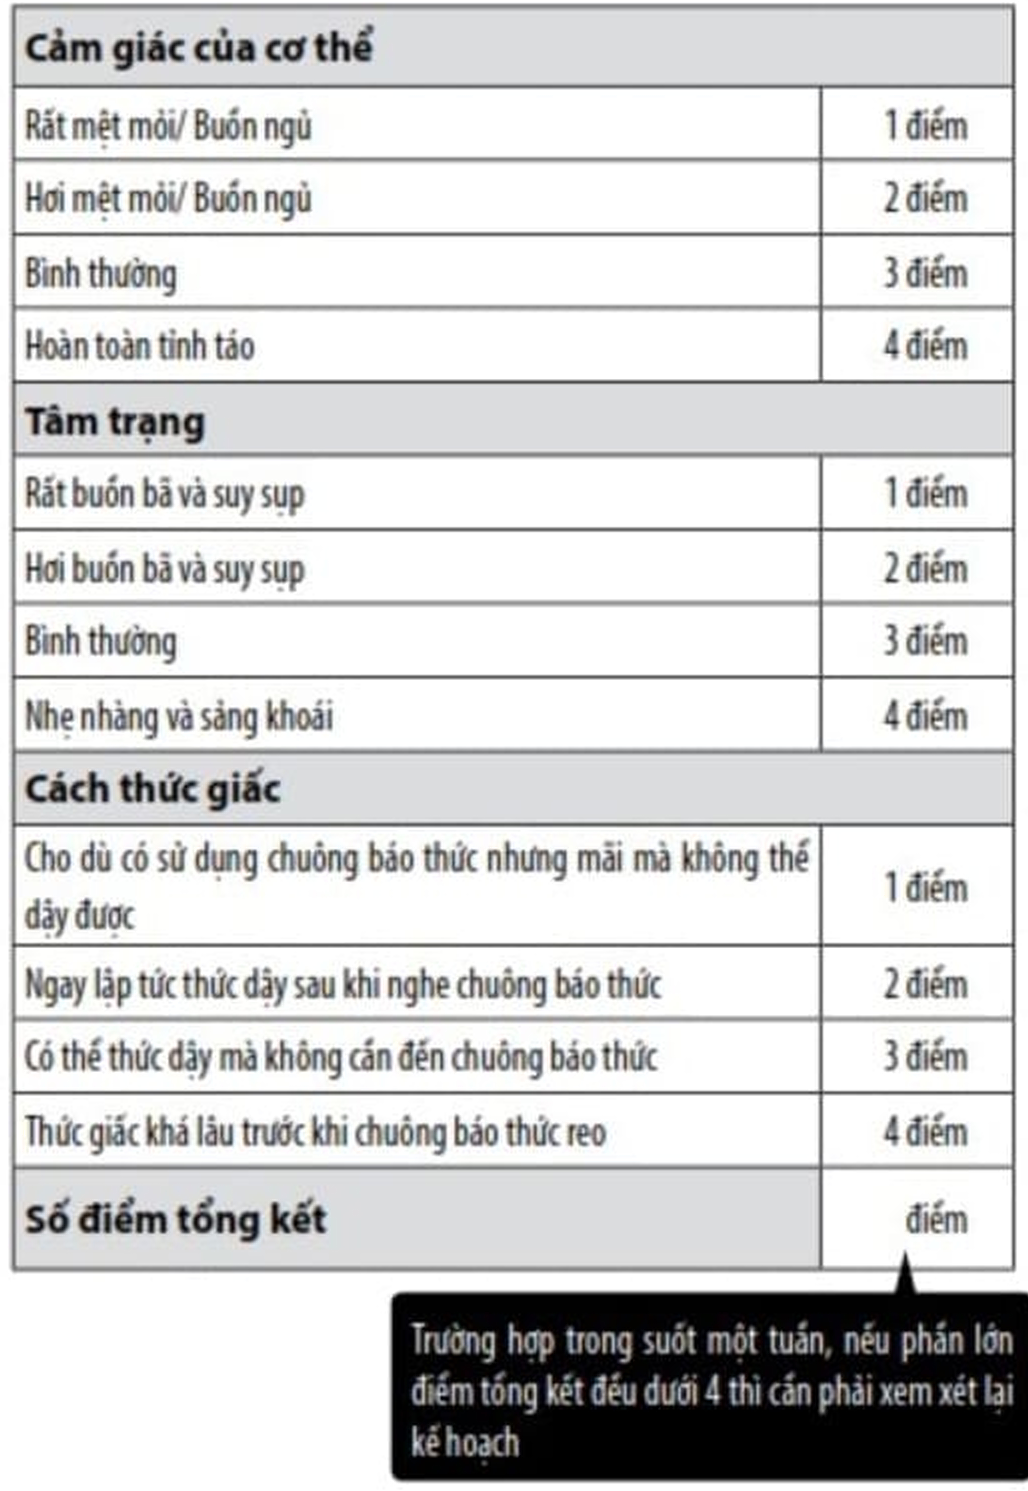 Cảm giác của cơ thể
Rất mệt mỏi/ Buồn ngủ 1 điểm
Hơi mệt mỏi/ Buồn ngủ 2 điểm
Bình thường 3 điểm
Hoàn toàn tỉnh táo 4 điểm
Tâm trạng
Rất buồn bã và suy sụp 1 điểm
Hơi buồn bã và suy sụp 2 điểm
Bình thường 3 điểm
Nhẹ nhàng và sảng khoái 4 điểm
Cách thức giấc
Cho dù có sử dụng chuông báo thức nhưng mãi mà không thể
dậy được 1 điểm
Ngay lập tức thức dậy sau khi nghe chuông báo thức 2 điểm
Có thể thức dậy mà không cần đến chuông báo thức 3 điểm
Thức giấc khá lâu trước khi chuông báo thức reo 4 điểm
Số điểm tổng kết điểm
Trường hợp trong suốt một tuần, nếu phần lớn
điểm tổng kết đều dưới 4 thì cần phải xem xét lại
kế hoạch